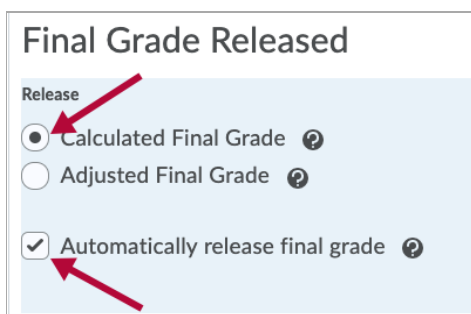 Final Grade Released
Release
Calculated Final Grade
Adjusted Final Grade
Automatically release final grade